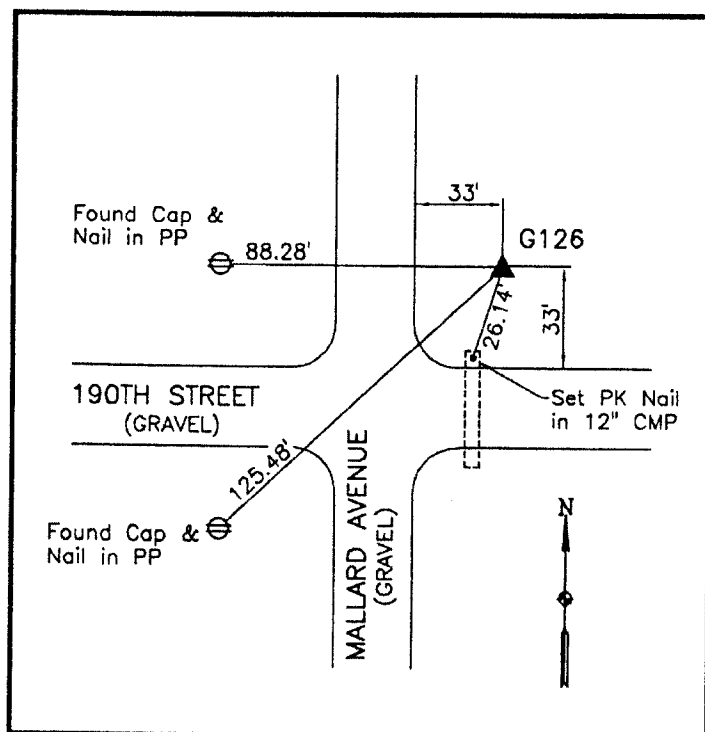 33'
Found Cap &
Nail in PP
88.28'
G126
26.14'
33'
190TH STREET
(GRAVEL)
Set PK Nail
in 12" CMP
125.48'
Found Cap &
Nail in PP
MALLARD AVENUE
(GRAVEL)
N